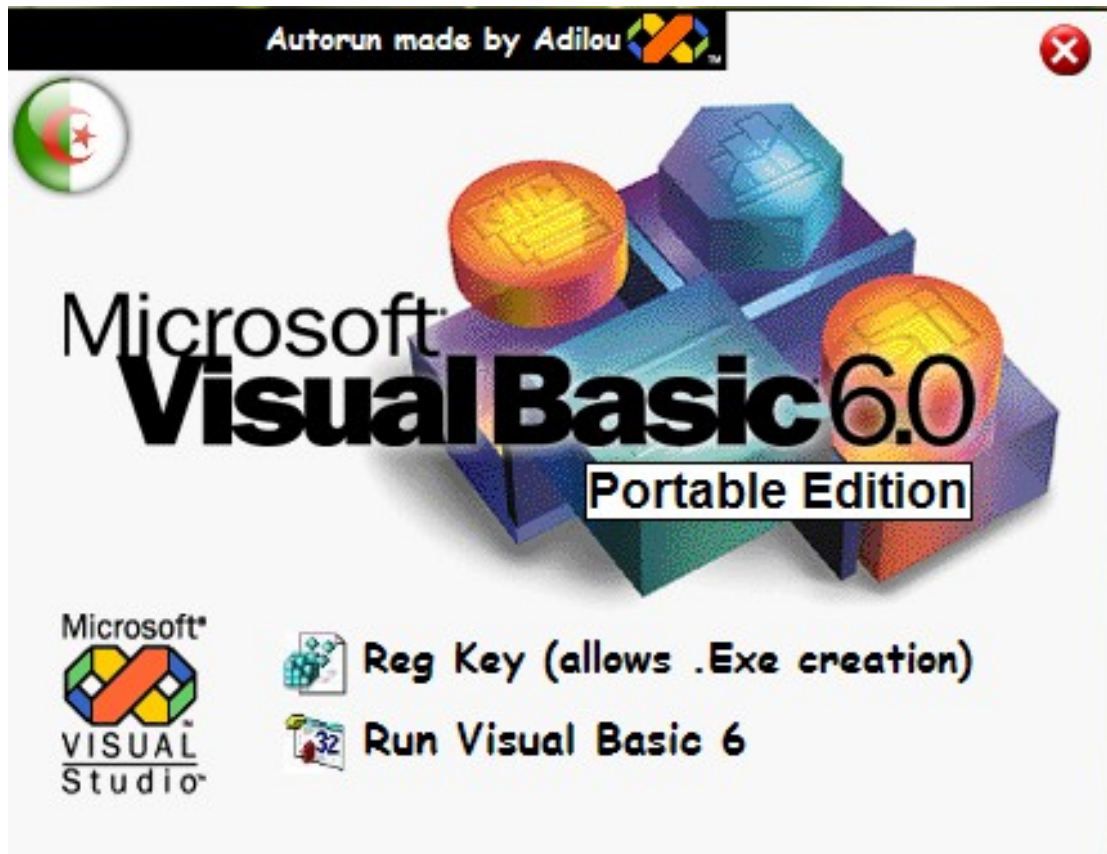 Autorun made by Adilou
Microsoft
Visual Basic 6.0
Portable Edition
Microsoft®
VISUAL
Studio™
Reg Key (allows .Exe creation)
Run Visual Basic 6